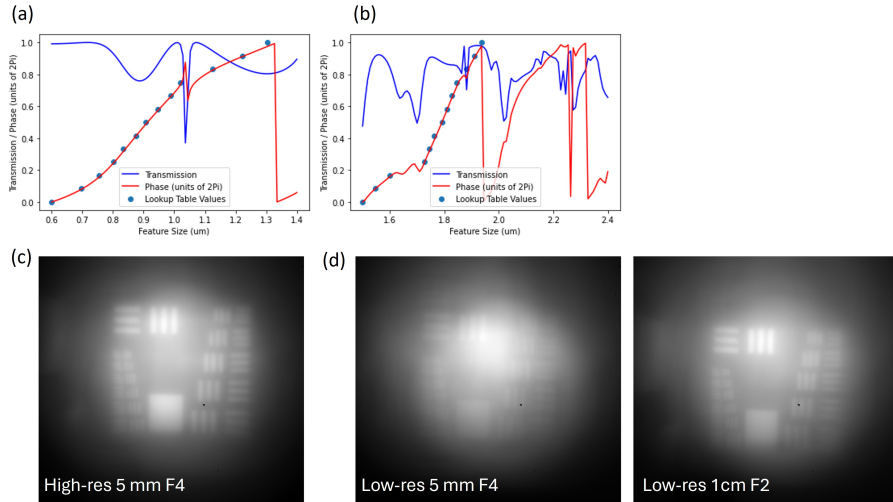 (a)
(b)
Transmission / Phase (units of 2Pi)
1.0
0.8
0.6
0.4
0.2
0.0
Transmission
Phase (units of 2Pi)
Lookup Table Values
0.6 0.7 0.8 0.9 1.0 1.1 1.2 1.3 1.4
Feature Size (um)
Transmission / Phase (units of 2Pi)
1.0
0.8
0.6
0.4
0.2
0.0
Transmission
Phase (units of 2Pi)
Lookup Table Values
1.6 1.8 2.0 2.2 2.4
Feature Size (um)
(c)
(d)
High-res 5 mm F4
Low-res 5 mm F4
Low-res 1cm F2